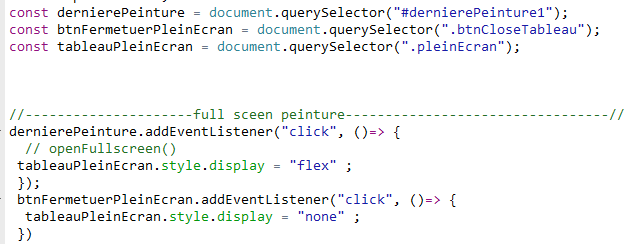 const dernierePeinture = document.querySelector("#dernierePeinture1");
const btnFermetuerPleinEcran = document.querySelector(".btnCloseTableau");
const tableauPleinEcran = document.querySelector(".pleinEcran");
//---------------------full sceen peinture---------------------------------//
dernierePeinture.addEventListener("click", ()=> {
// openFullscreen()
tableauPleinEcran.style.display = "flex" ;
});
btnFermetuerPleinEcran.addEventListener("click", ()=> {
tableauPleinEcran.style.display = "none" ;
})